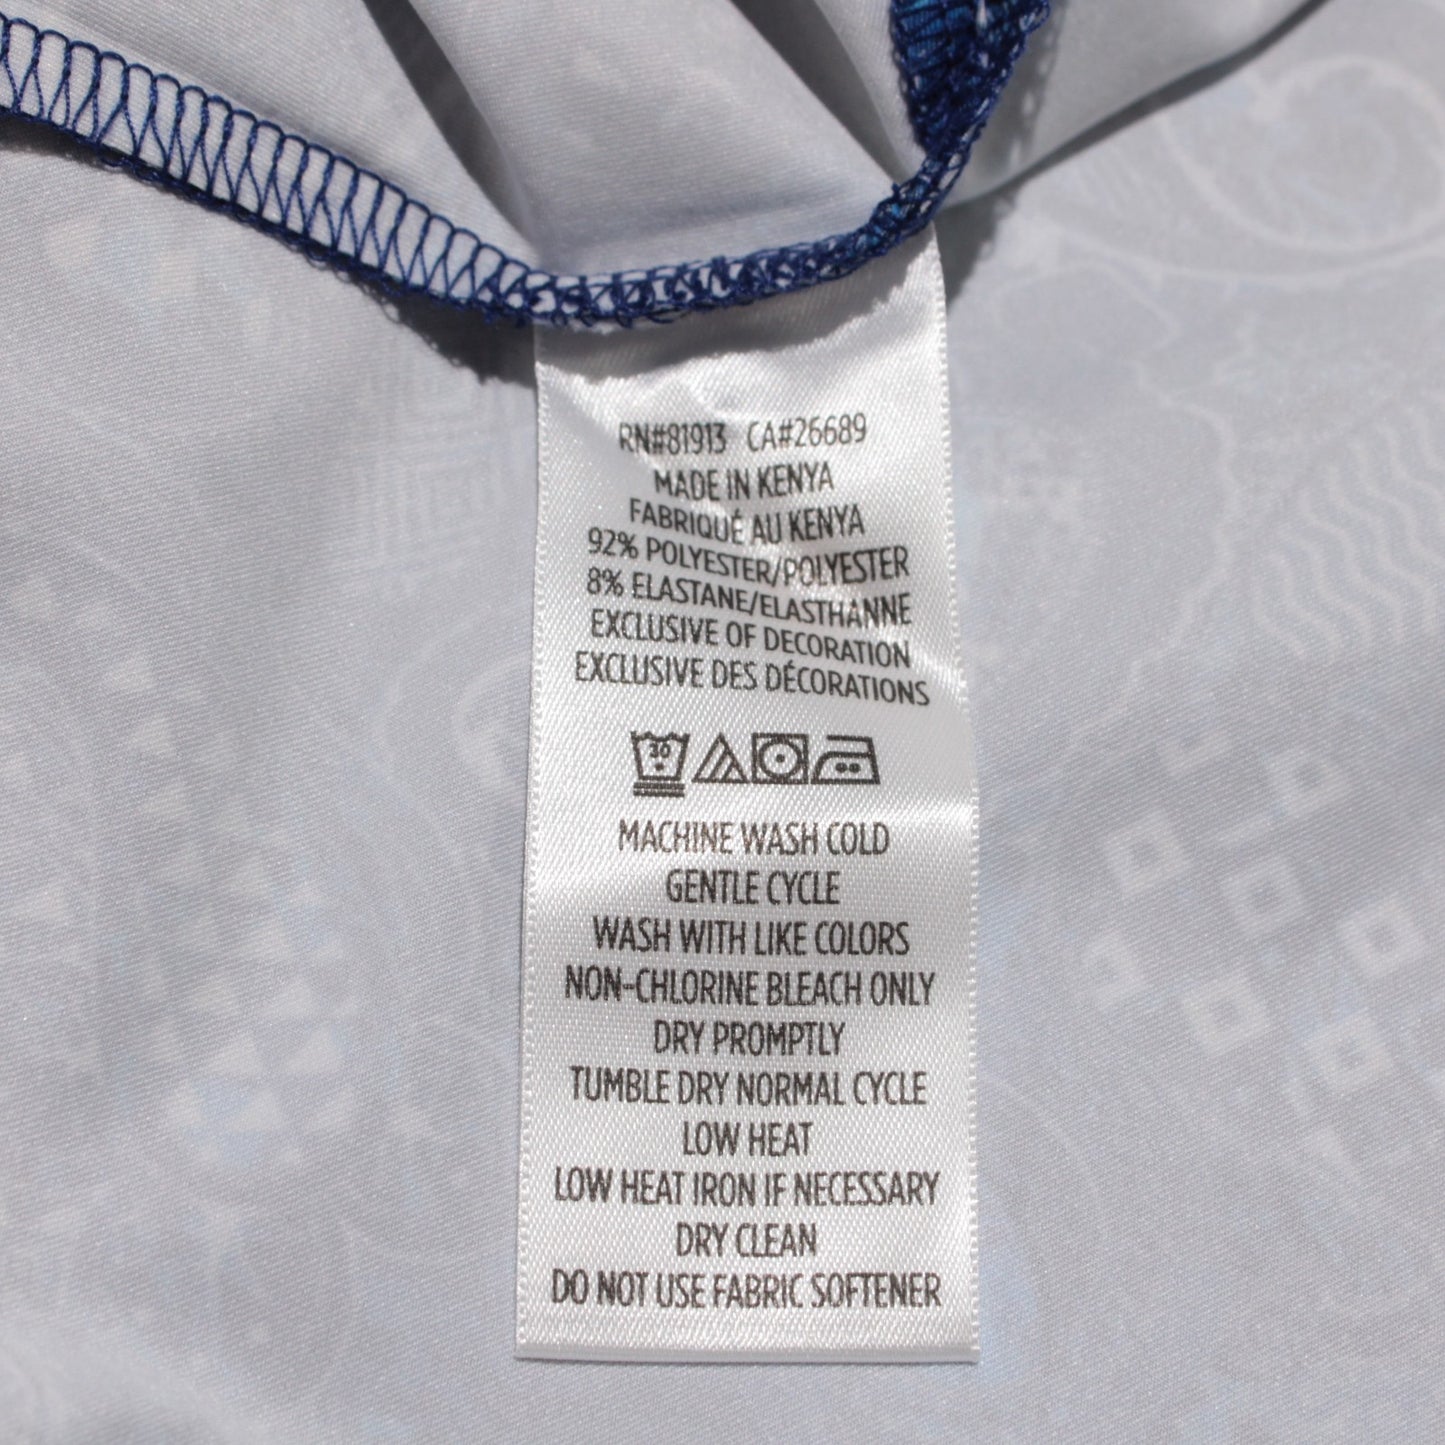 RN#81913 CA#26689
MADE IN KENYA
FABRIQUÉ AU KENYA
92% POLYESTER/POLYESTER
8% ELASTANE/ELASTHANNE
EXCLUSIVE OF DECORATION
EXCLUSIVE DES DÉCORATIONS
30
MACHINE WASH COLD
GENTLE CYCLE
WASH WITH LIKE COLORS
NON-CHLORINE BLEACH ONLY
DRY PROMPTLY
TUMBLE DRY NORMAL CYCLE
LOW HEAT
LOW HEAT IRON IF NECESSARY
DRY CLEAN
DO NOT USE FABRIC SOFTENER